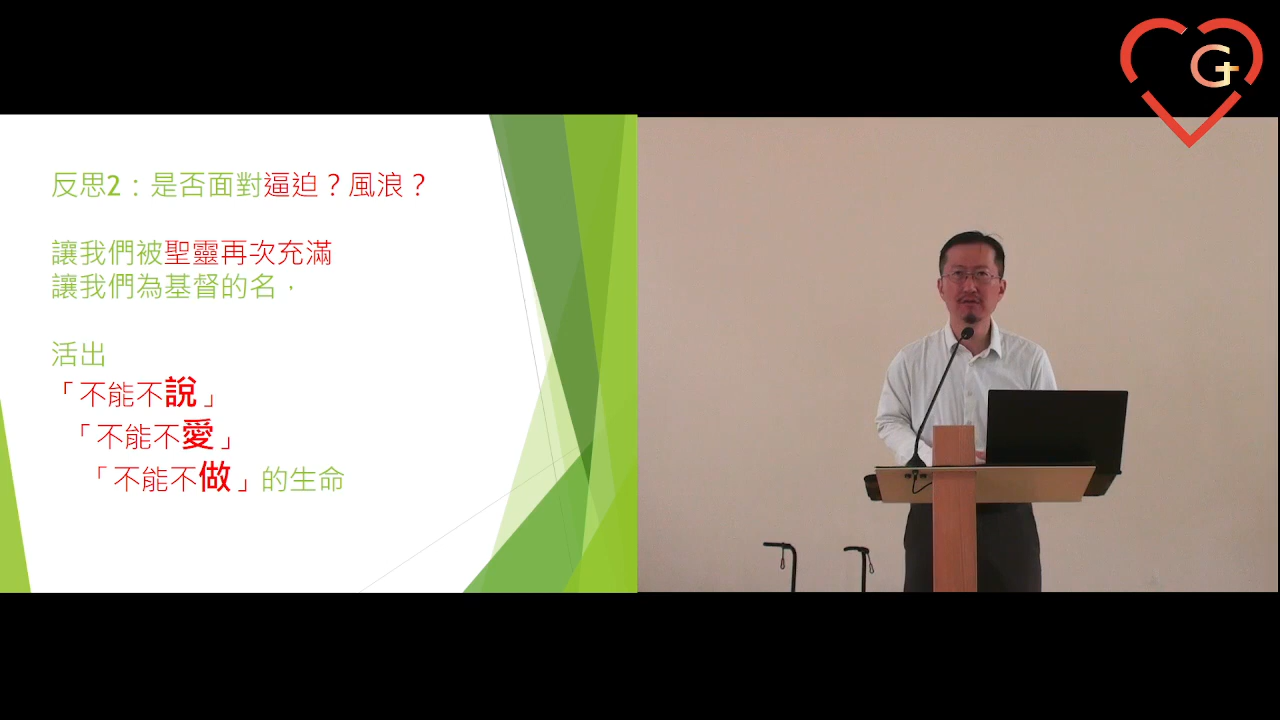 反思2：是否面對逼迫？風浪？
讓我們被聖靈再次充滿
讓我們為基督的名，
活出
「不能不說」
「不能不愛」
「不能不做」的生命
G